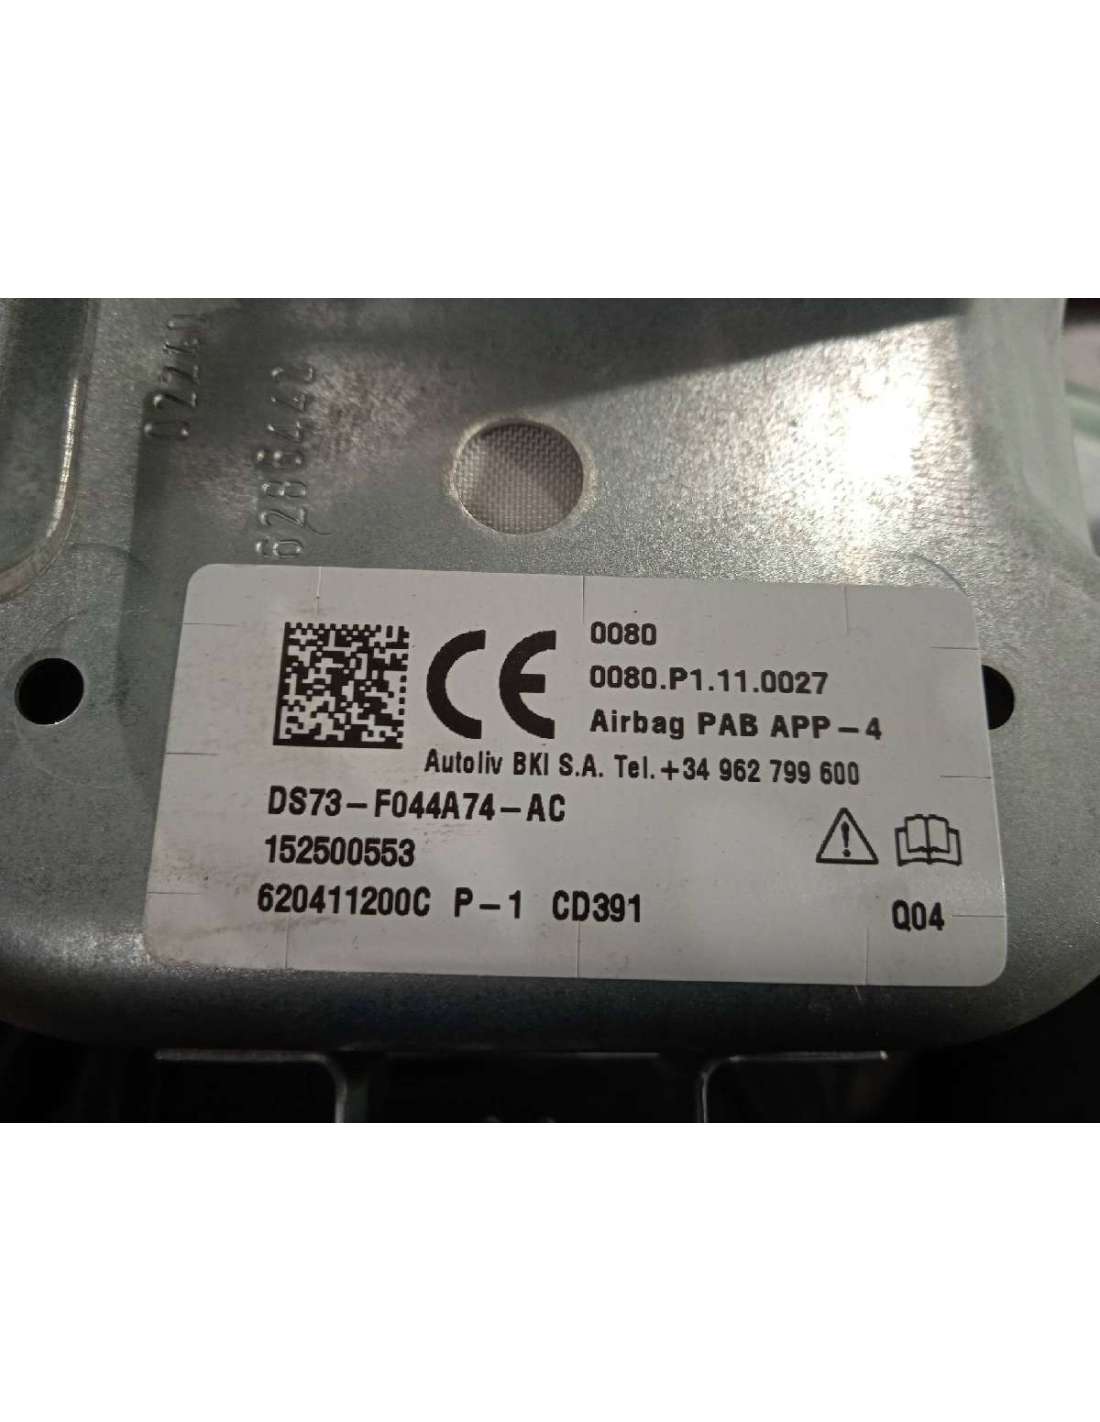 6286442
CE
0080
0080.P1.11.0027
Airbag PAB APP-4
Autoliv BKI S.A. Tel.+34 962 799 600
DS73-F044A74-AC
152500553
620411200C P-1 CD391
Q04